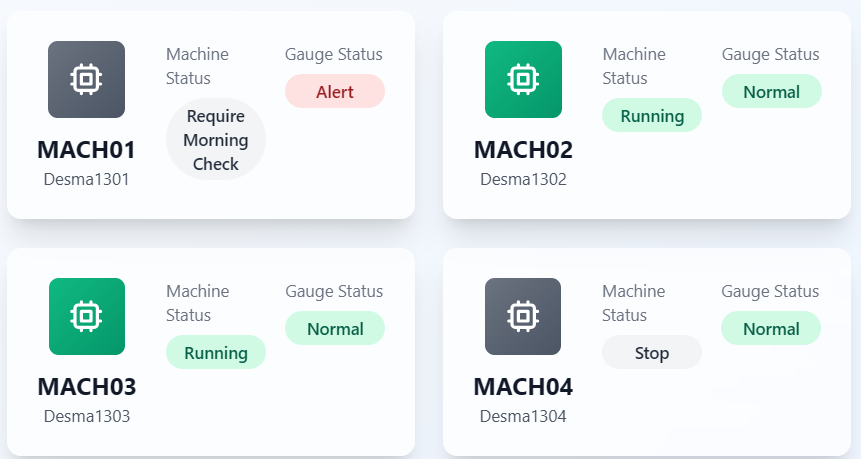 Machine
Status
Gauge Status
Alert
Require
Morning
Check
MACH01
Desma1301
Machine
Status
Gauge Status
Running
Normal
MACH02
Desma1302
Machine
Status
Gauge Status
Running
Normal
MACH03
Desma1303
Machine
Status
Gauge Status
Stop
Normal
MACH04
Desma1304